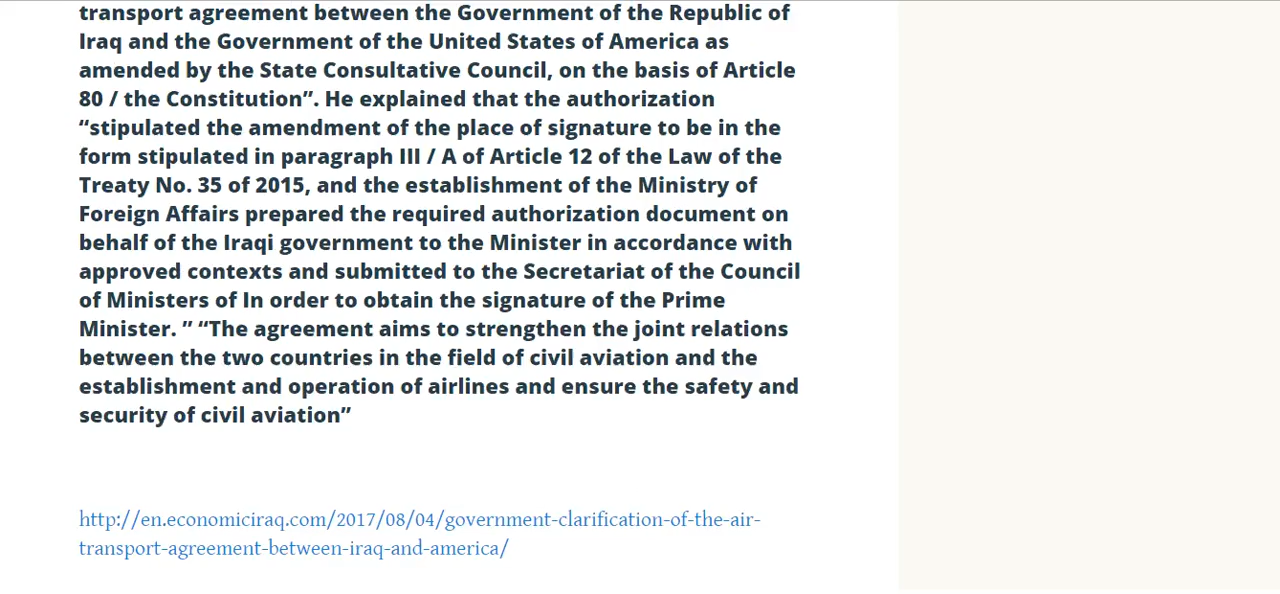 transport agreement between the Government of the Republic of
Iraq and the Government of the United States of America as
amended by the State Consultative Council, on the basis of Article
80 / the Constitution”. He explained that the authorization
“stipulated the amendment of the place of signature to be in the
form stipulated in paragraph III / A of Article 12 of the Law of the
Treaty No. 35 of 2015, and the establishment of the Ministry of
Foreign Affairs prepared the required authorization document on
behalf of the Iraqi government to the Minister in accordance with
approved contexts and submitted to the Secretariat of the Council
of Ministers of In order to obtain the signature of the Prime
Minister. ” “The agreement aims to strengthen the joint relations
between the two countries in the field of civil aviation and the
establishment and operation of airlines and ensure the safety and
security of civil aviation”
http://en.economiciraq.com/2017/08/04/government-clarification-of-the-air-
transport-agreement-between-iraq-and-america/